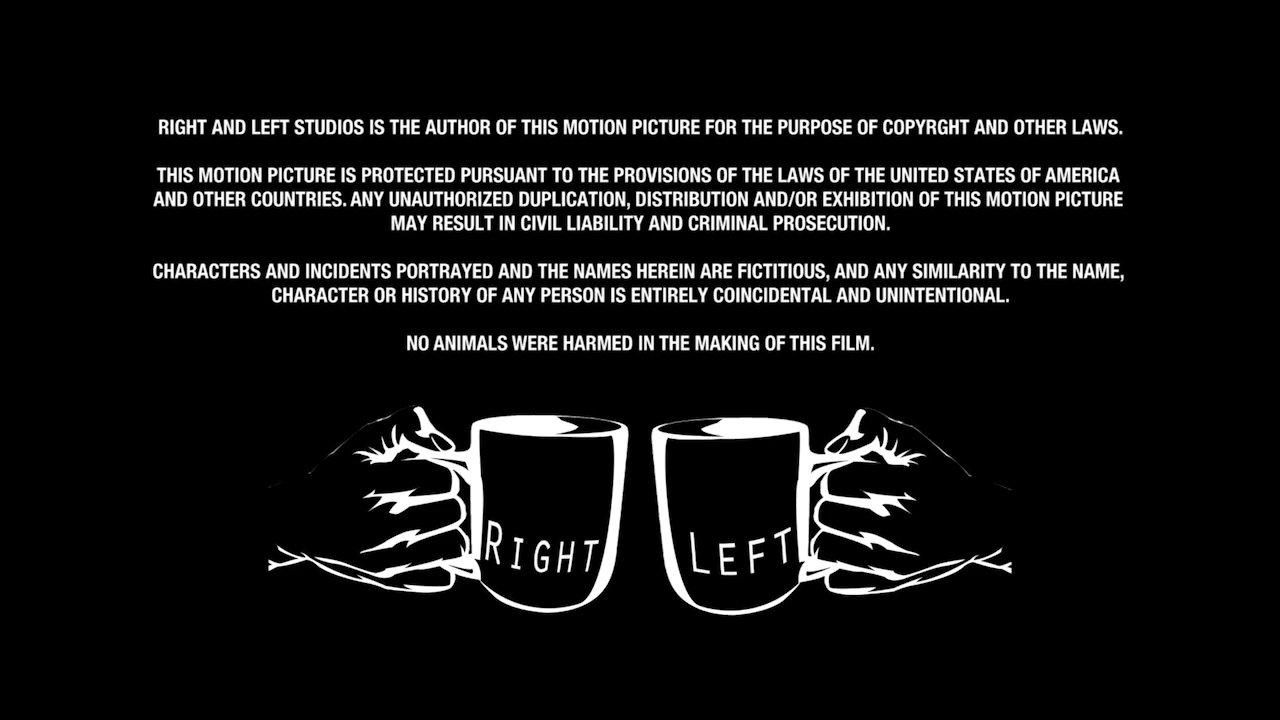 RIGHT AND LEFT STUDIOS IS THE AUTHOR OF THIS MOTION PICTURE FOR THE PURPOSE OF COPYRGHT AND OTHER LAWS.
THIS MOTION PICTURE IS PROTECTED PURSUANT TO THE PROVISIONS OF THE LAWS OF THE UNITED STATES OF AMERICA
AND OTHER COUNTRIES. ANY UNAUTHORIZED DUPLICATION, DISTRIBUTION AND/OR EXHIBITION OF THIS MOTION PICTURE
MAY RESULT IN CIVIL LIABILITY AND CRIMINAL PROSECUTION.
CHARACTERS AND INCIDENTS PORTRAYED AND THE NAMES HEREIN ARE FICTITIOUS, AND ANY SIMILARITY TO THE NAME,
CHARACTER OR HISTORY OF ANY PERSON IS ENTIRELY COINCIDENTAL AND UNINTENTIONAL.
NO ANIMALS WERE HARMED IN THE MAKING OF THIS FILM.
RIGHT
LEFT